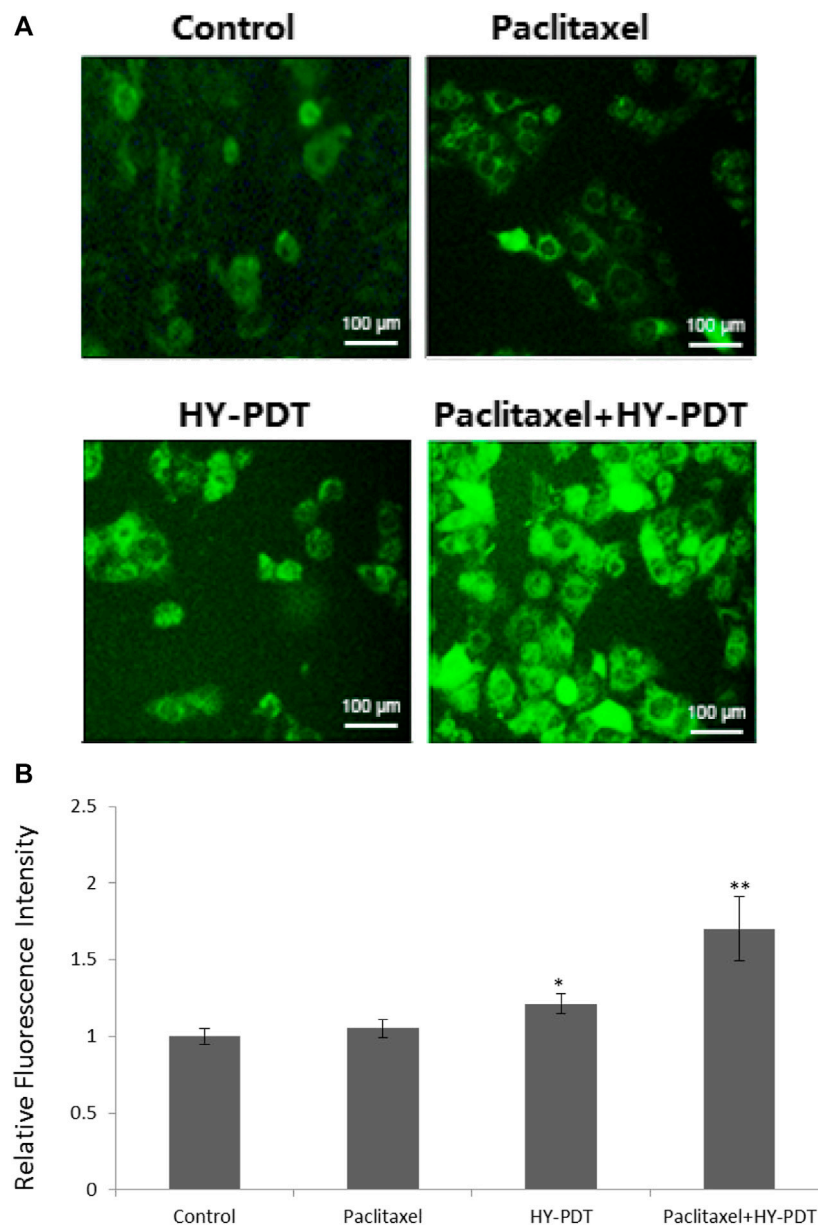 A
Control
Paclitaxel
100 µm
100 µm
HY-PDT
Paclitaxel+HY-PDT
100 µm
100 µm
B
Relative Fluorescence Intensity
2.5
2
1.5
1
0.5
0
*
**
Control
Paclitaxel
HY-PDT
Paclitaxel+HY-PDT